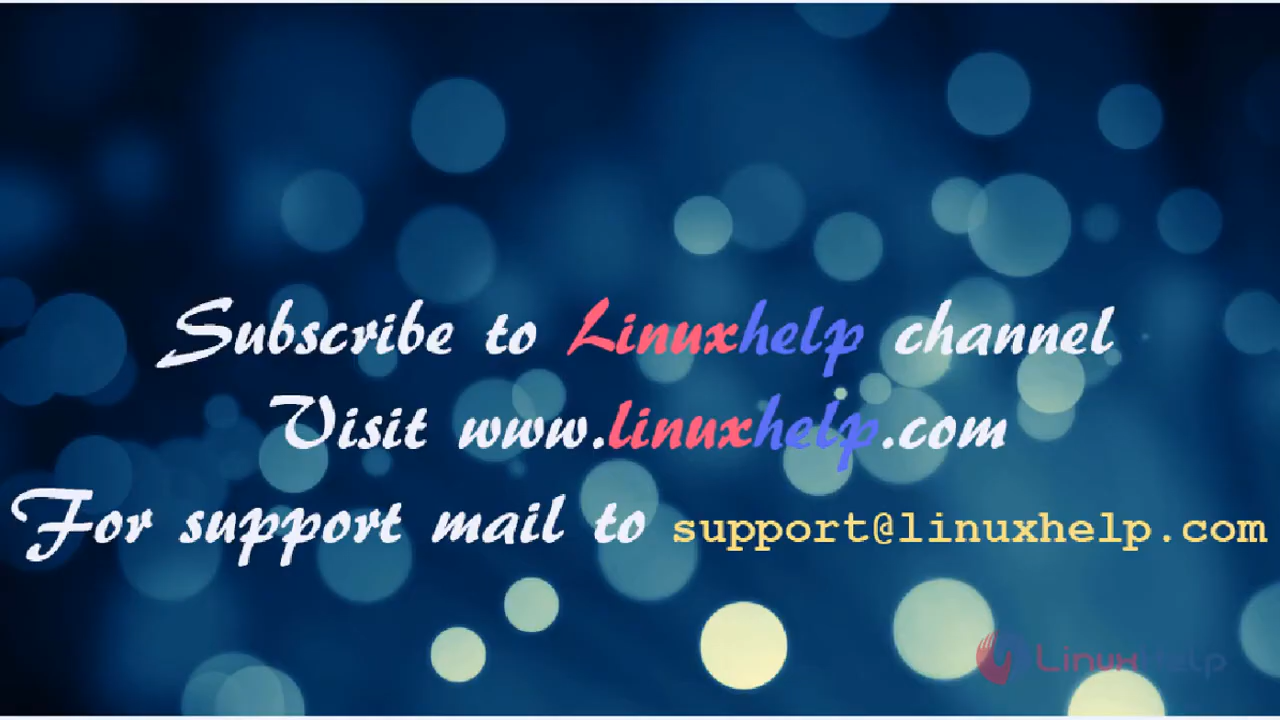 Subscribe to Linuxhelp channel
Visit www.linuxhelp.com
For support mail to support@linuxhelp.com
LinuxHelp